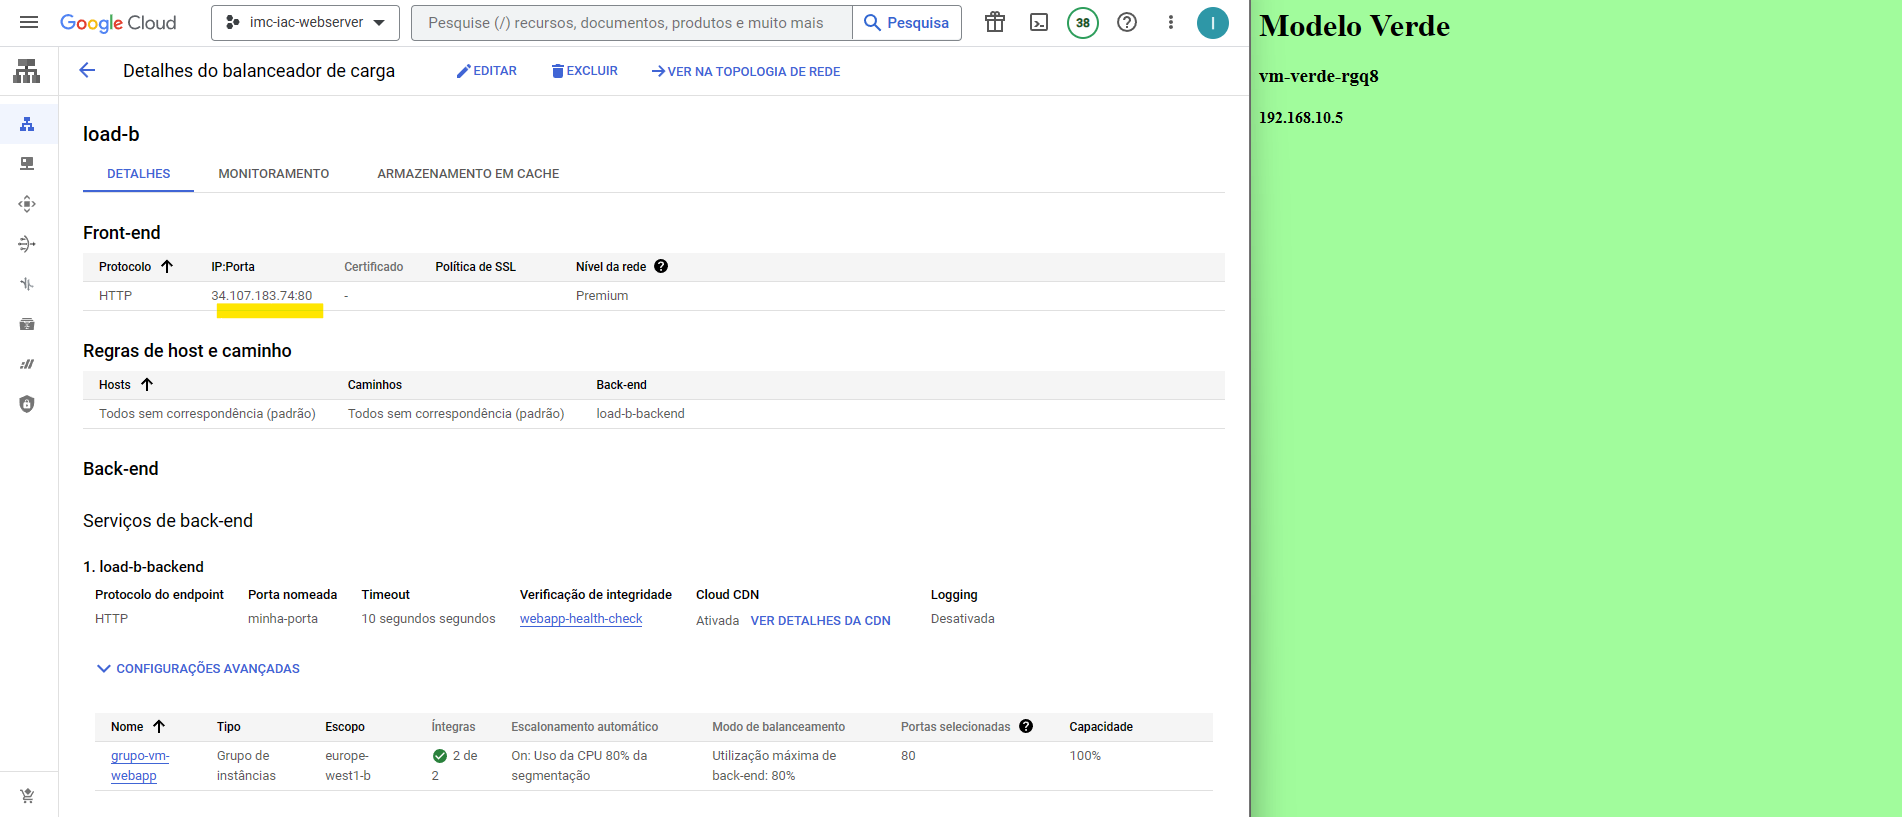 Google Cloud
imc-iac-webserver
Pesquise (/) recursos, documentos, produtos e muito mais
Pesquisa
38
I
Detalhes do balanceador de carga
EDITAR
EXCLUIR
VER NA TOPOLOGIA DE REDE
load-b
DETALHES
MONITORAMENTO
ARMAZENAMENTO EM CACHE
Front-end
Protocolo IP:Porta Certificado Política de SSL Nível da rede
HTTP 34.107.183.74:80 - Premium
Regras de host e caminho
Hosts Caminhos Back-end
Todos sem correspondência (padrão) Todos sem correspondência (padrão) load-b-backend
Back-end
Serviços de back-end
1. load-b-backend
Protocolo do endpoint Porta nomeada Timeout Verificação de integridade Cloud CDN Logging
HTTP minha-porta 10 segundos segundos webapp-health-check Ativada VER DETALHES DA CDN Desativada
CONFIGURAÇÕES AVANÇADAS
Nome Tipo Escopo Íntegras Escalonamento automático Modo de balanceamento Portas selecionadas Capacidade
grupo-vm- Grupo de europe- 2 de On: Uso da CPU 80% da Utilização máxima de 80 100%
webapp instâncias west1-b 2 segmentação back-end: 80%
Modelo Verde
vm-verde-rgq8
192.168.10.5